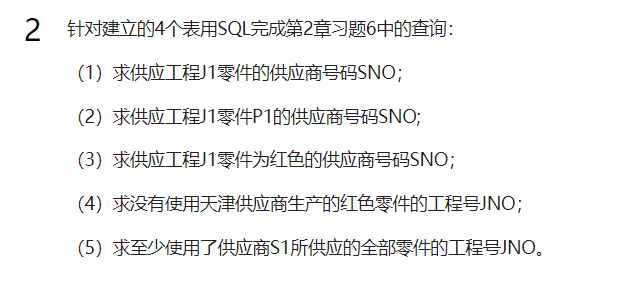 2 针对建立的4个表用SQL完成第2章习题6中的查询：
（1）求供应工程J1零件的供应商号码SNO；
（2）求供应工程J1零件P1的供应商号码SNO;
（3）求供应工程J1零件为红色的供应商号码SNO；
（4）求没有使用天津供应商生产的红色零件的工程号JNO；
（5）求至少使用了供应商S1所供应的全部零件的工程号JNO。